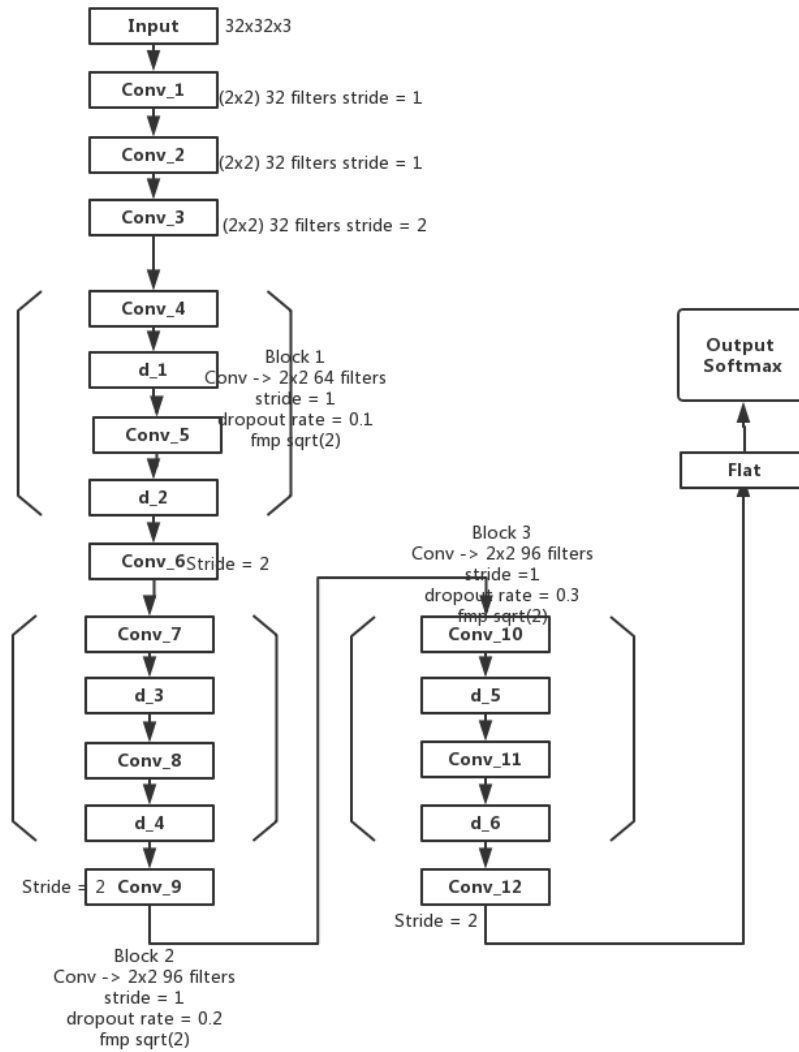 Input
32x32x3
Conv_1
(2x2) 32 filters stride = 1
Conv_2
(2x2) 32 filters stride = 1
Conv_3
(2x2) 32 filters stride = 2
Conv_4
d_1
Conv_5
d_2
Block 1
Conv -> 2x2 64 filters
stride = 1
dropout rate = 0.1
fmp sqrt(2)
Conv_6
Stride = 2
Conv_7
d_3
Conv_8
d_4
Stride = 2
Conv_9
Block 2
Conv -> 2x2 96 filters
stride = 1
dropout rate = 0.2
fmp sqrt(2)
Block 3
Conv -> 2x2 96 filters
stride =1
dropout rate = 0.3
fmp sqrt(2)
Conv_10
d_5
Conv_11
d_6
Conv_12
Stride = 2
Flat
Output
Softmax